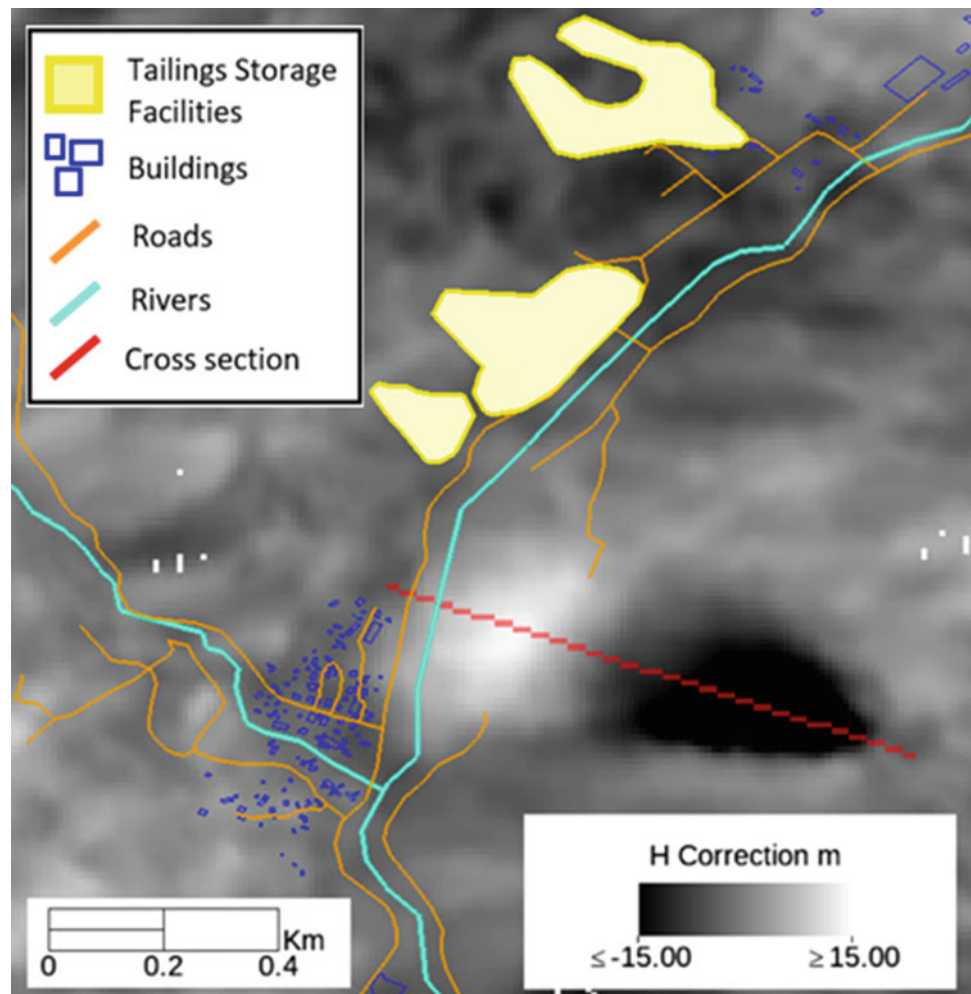 Tailings Storage
Facilities
Buildings
Roads
Rivers
Cross section
H Correction m
≤ -15.00
≥ 15.00
Km
0
0.2
0.4